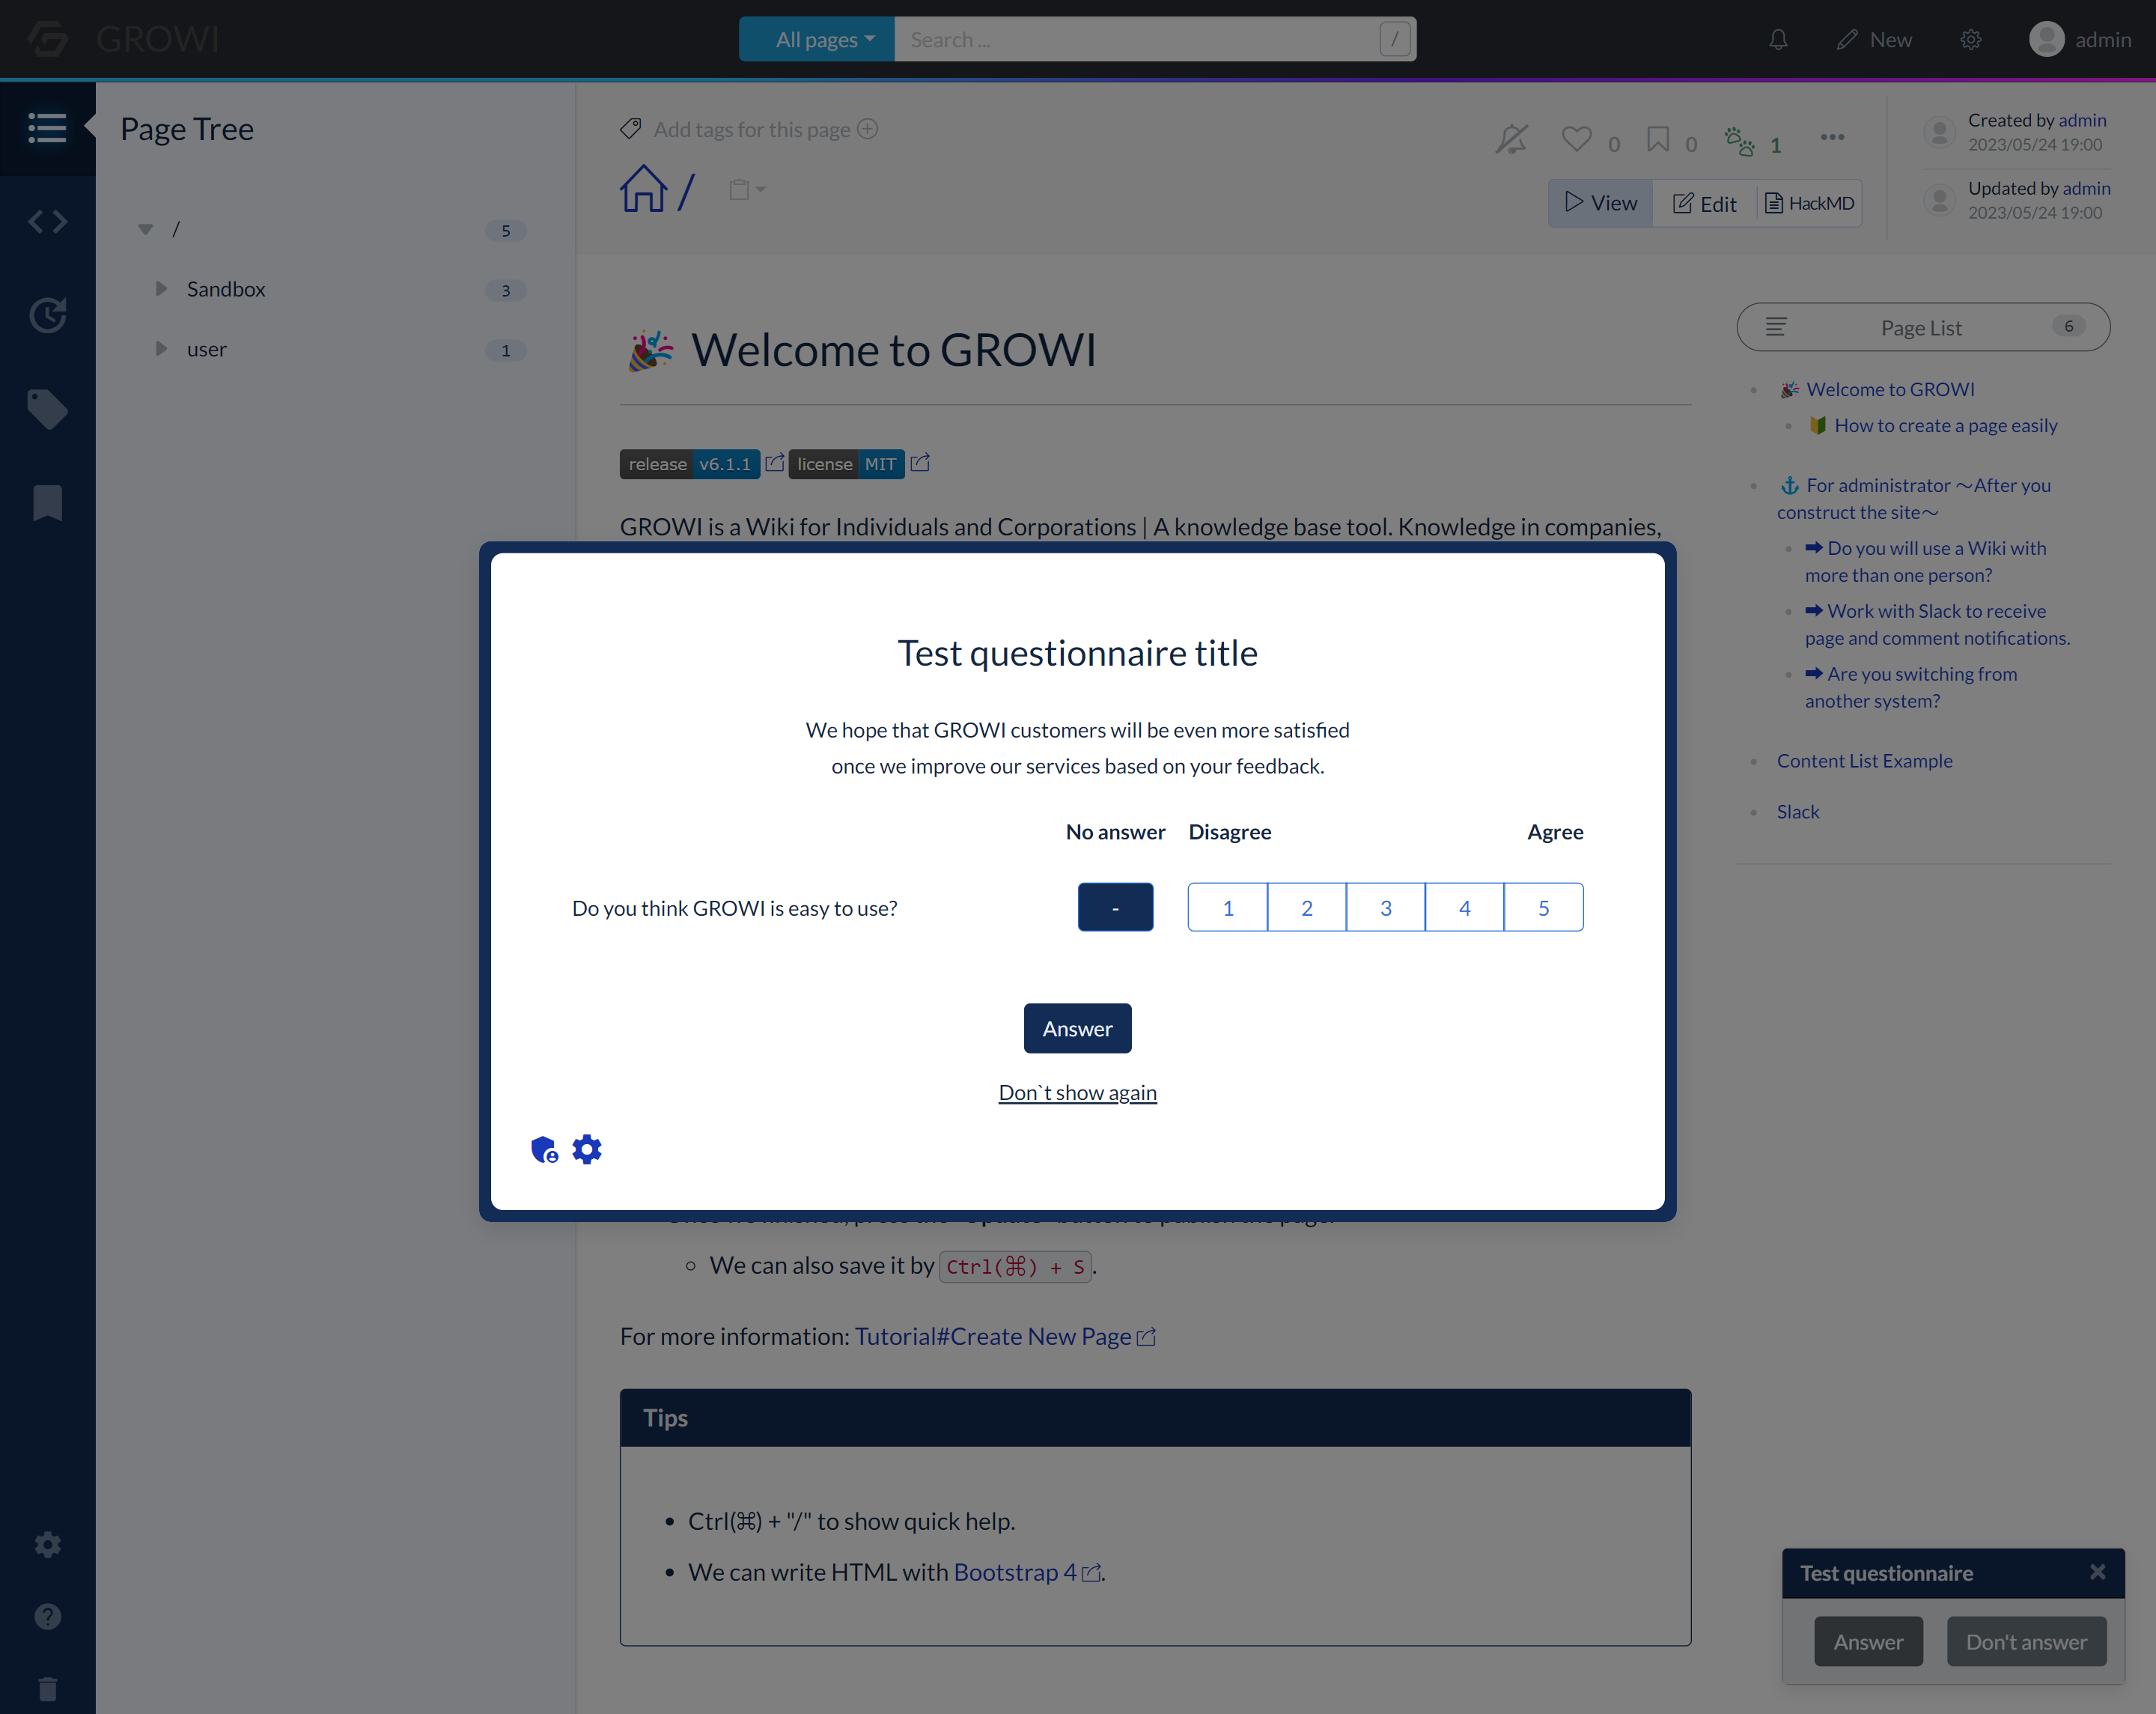 GROWI
All pages
Search ...
/
New
admin
Page Tree
/
5
Sandbox
3
user
1
Add tags for this page
/
0
0
1
View
Edit
HackMD
Created by admin
2023/05/24 19:00
Updated by admin
2023/05/24 19:00
🎉 Welcome to GROWI
release v6.1.1
license MIT
GROWI is a Wiki for Individuals and Corporations | A knowledge base tool. Knowledge in companies,
Page List
6
🎉 Welcome to GROWI
🔰 How to create a page easily
⚓ For administrator ～After you
construct the site～
➡ Do you will use a Wiki with
more than one person?
➡ Work with Slack to receive
page and comment notifications.
➡ Are you switching from
another system?
Content List Example
Slack
Test questionnaire title
We hope that GROWI customers will be even more satisfied
once we improve our services based on your feedback.
No answer
Disagree
Agree
Do you think GROWI is easy to use?
-
1
2
3
4
5
Answer
Don`t show again
We can also save it by Ctrl(⌘) + S.
For more information: Tutorial#Create New Page
Tips
Ctrl(⌘) + "/" to show quick help.
We can write HTML with Bootstrap 4.
Test questionnaire
Answer
Don't answer